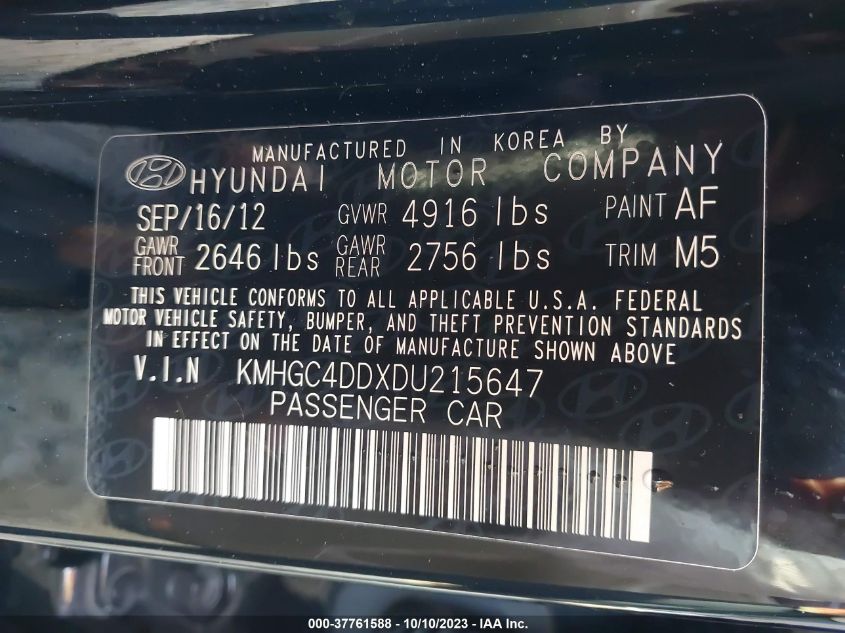 MANUFACTURED IN KOREA BY
HYUNDAI MOTOR COMPANY
SEP/16/12 GVWR 4916 lbs PAINT AF
GAWR FRONT 2646 lbs GAWR REAR 2756 lbs TRIM M5
THIS VEHICLE CONFORMS TO ALL APPLICABLE U.S.A. FEDERAL
MOTOR VEHICLE SAFETY, BUMPER, AND THEFT PREVENTION STANDARDS
IN EFFECT ON THE DATE OF MANUFACTURE SHOWN ABOVE
V.I.N KMHGC4DDXDU215647
PASSENGER CAR
000-37761588 - 10/10/2023 - IAA Inc.